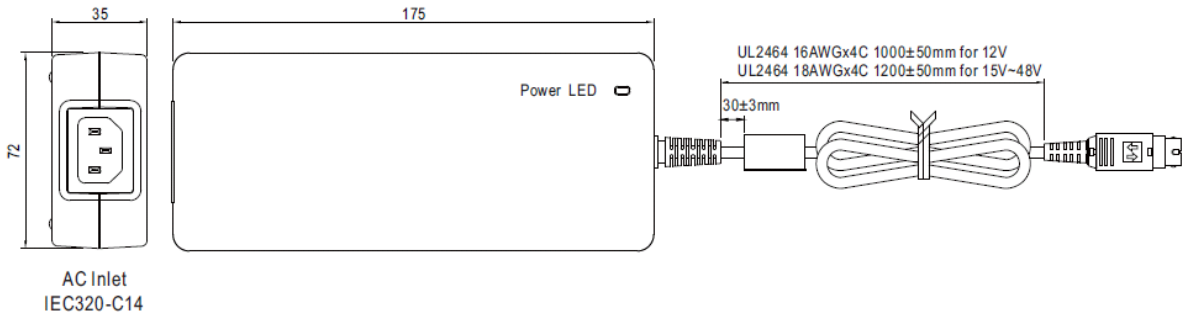 35
175
UL2464 16AWGx4C 1000±50mm for 12V
UL2464 18AWGx4C 1200±50mm for 15V~48V
Power LED
30±3mm
72
AC Inlet
IEC320-C14